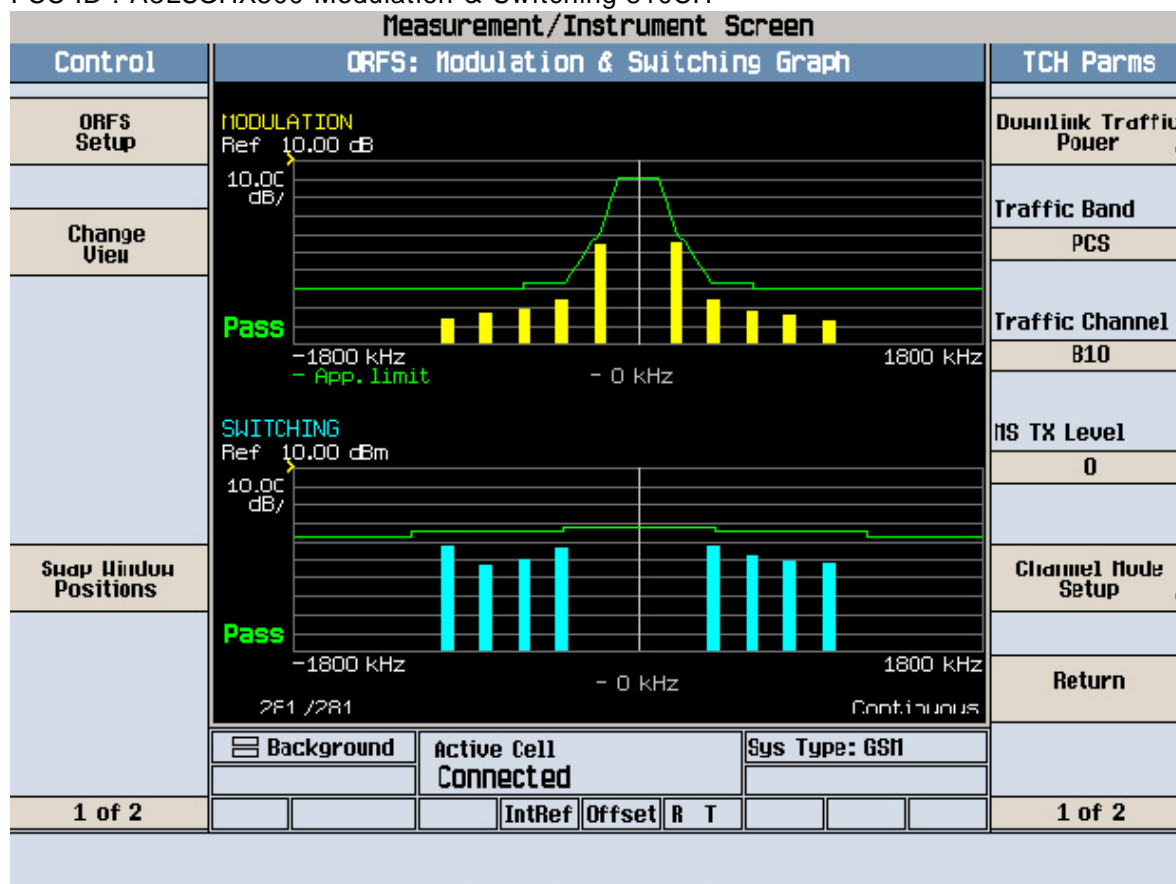 Measurement/Instrument Screen
Control
ORFS: Modulation & Switching Graph
TCH Parms
ORFS
Setup
Change
View
Swap Window
Positions
1 of 2
MODULATION
Ref 10.00 dB
10.00
dB/
Pass
-1800 kHz
1800 kHz
- App. limit
- 0 kHz
SWITCHING
Ref 10.00 dBm
10.00
dB/
Pass
-1800 kHz
1800 kHz
- 0 kHz
281 /281
Continuous
Background
Active Cell
Connected
Sys Type: GSM
IntRef
Offset
R T
Downlink Traffic
Power
Traffic Band
PCS
Traffic Channel
810
MS TX Level
0
Channel Mode
Setup
Return
1 of 2